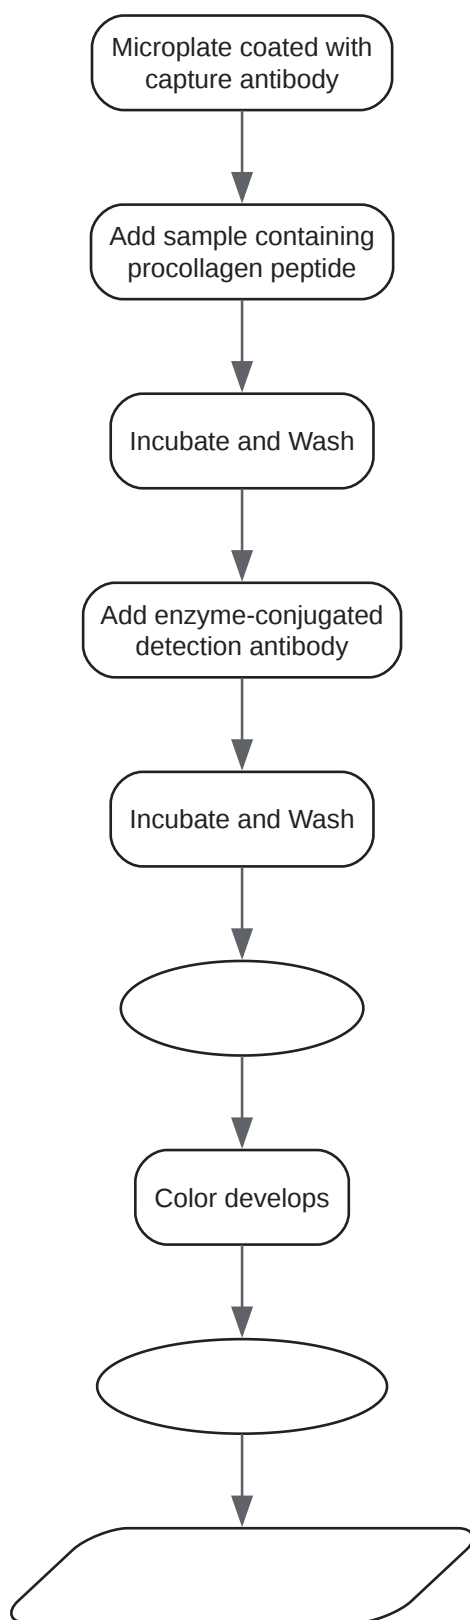 Microplate coated with
capture antibody
Add sample containing
procollagen peptide
Incubate and Wash
Add enzyme-conjugated
detection antibody
Incubate and Wash
Color develops